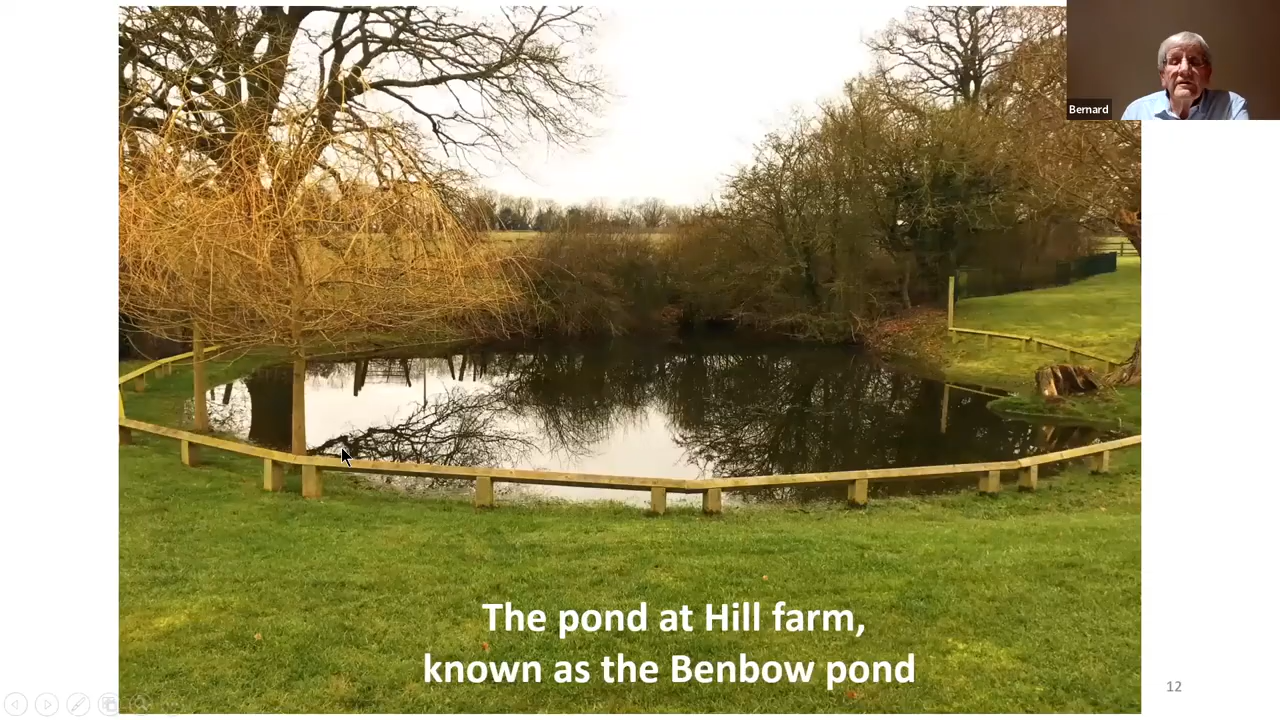 Bernard
The pond at Hill farm,
known as the Benbow pond
12